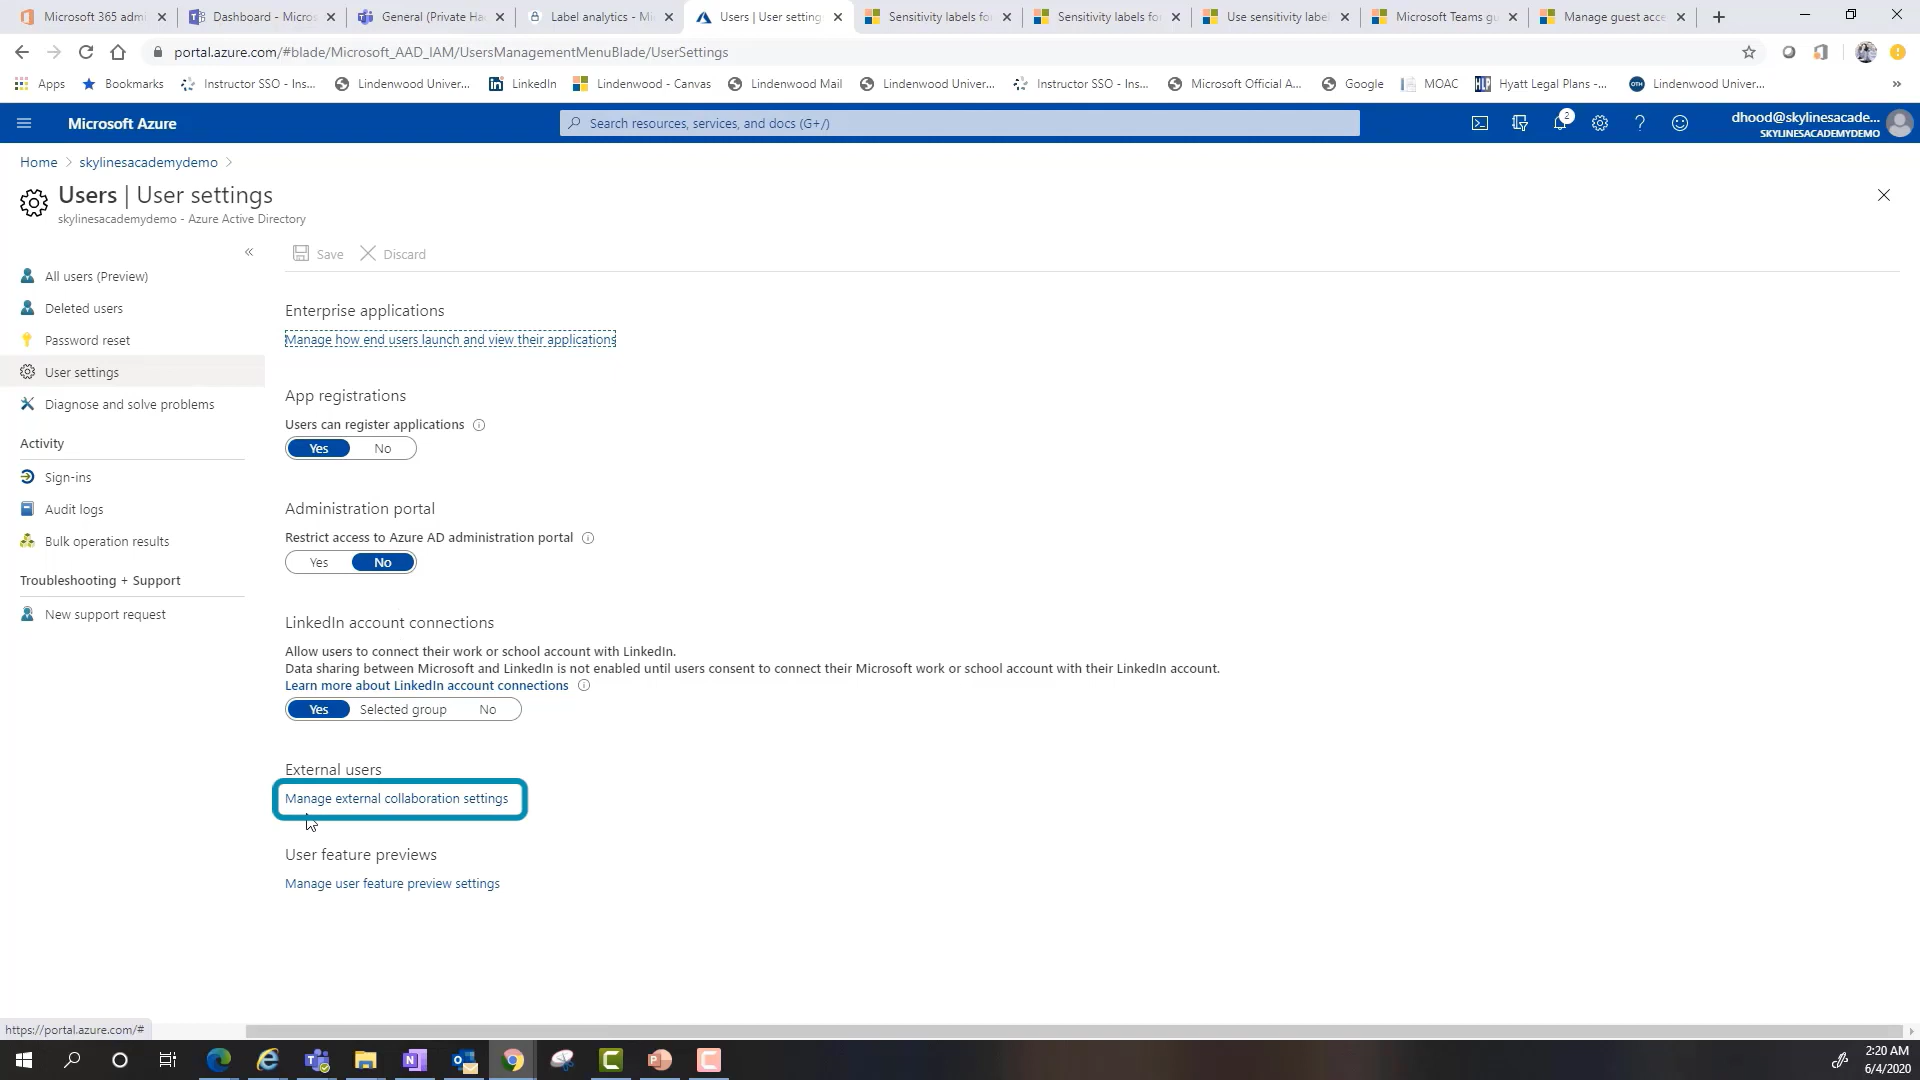 Microsoft 365 admi
Dashboard - Micros
General (Private Ha
Label analytics - Mi
Users | User setting
Sensitivity labels fo
Sensitivity labels fo
Use sensitivity label
Microsoft Teams gu
Manage guest acce
portal.azure.com/#blade/Microsoft_AAD_IAM/UsersManagementMenuBlade/UserSettings
Apps
Bookmarks
Instructor SSO - Ins...
Lindenwood Univer...
LinkedIn
Lindenwood - Canvas
Lindenwood Mail
Lindenwood Univer...
Instructor SSO - Ins...
Microsoft Official A...
Google
MOAC
Hyatt Legal Plans -...
Lindenwood Univer...
»
Microsoft Azure
Search resources, services, and docs (G+/)
2
dhood@skylinesacade...
SKYLINESACADEMYDEMO
Home > skylinesacademydemo >
Users | User settings
skylinesacademydemo - Azure Active Directory
«
Save
Discard
All users (Preview)
Deleted users
Password reset
User settings
Diagnose and solve problems
Activity
Sign-ins
Audit logs
Bulk operation results
Troubleshooting + Support
New support request
Enterprise applications
Manage how end users launch and view their applications
App registrations
Users can register applications
Yes No
Administration portal
Restrict access to Azure AD administration portal
Yes No
LinkedIn account connections
Allow users to connect their work or school account with LinkedIn.
Data sharing between Microsoft and LinkedIn is not enabled until users consent to connect their Microsoft work or school account with their LinkedIn account.
Learn more about LinkedIn account connections
Yes Selected group No
External users
Manage external collaboration settings
User feature previews
Manage user feature preview settings
https://portal.azure.com/#
2:20 AM
6/4/2020